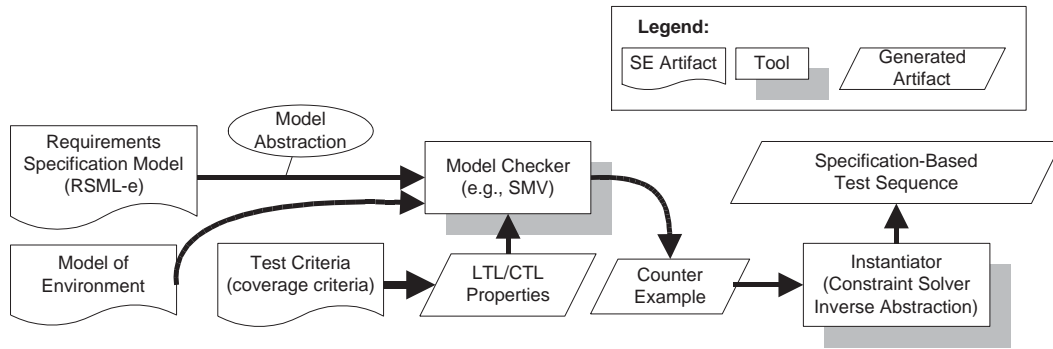 Legend:
SE Artifact
Tool
Generated
Artifact
Requirements
Specification Model
(RSML-e)
Model
Abstraction
Model Checker
(e.g., SMV)
Specification-Based
Test Sequence
Model of
Environment
Test Criteria
(coverage criteria)
LTL/CTL
Properties
Counter
Example
Instantiator
(Constraint Solver
Inverse Abstraction)